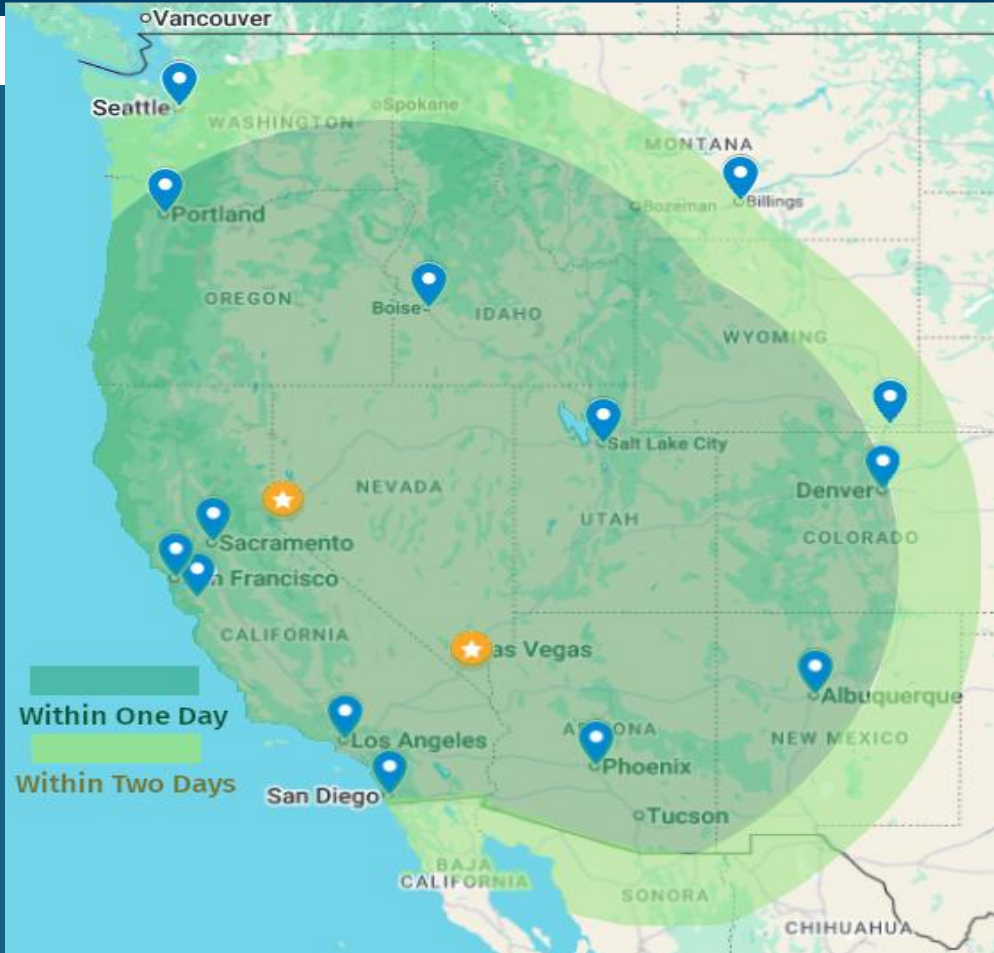 Vancouver
Seattle
Spokane
WASHINGTON
MONTANA
Bozeman
Billings
Portland
OREGON
Boise
IDAHO
WYOMING
Salt Lake City
NEVADA
Denver
UTAH
COLORADO
Sacramento
n Francisco
CALIFORNIA
as Vegas
Within One Day
Albuquerque
Los Angeles
A ONA
NEW MEXICO
Phoenix
Within Two Days
San Diego
Tucson
BAJA
CALIFORNIA
SONORA
CHIHUAHUA